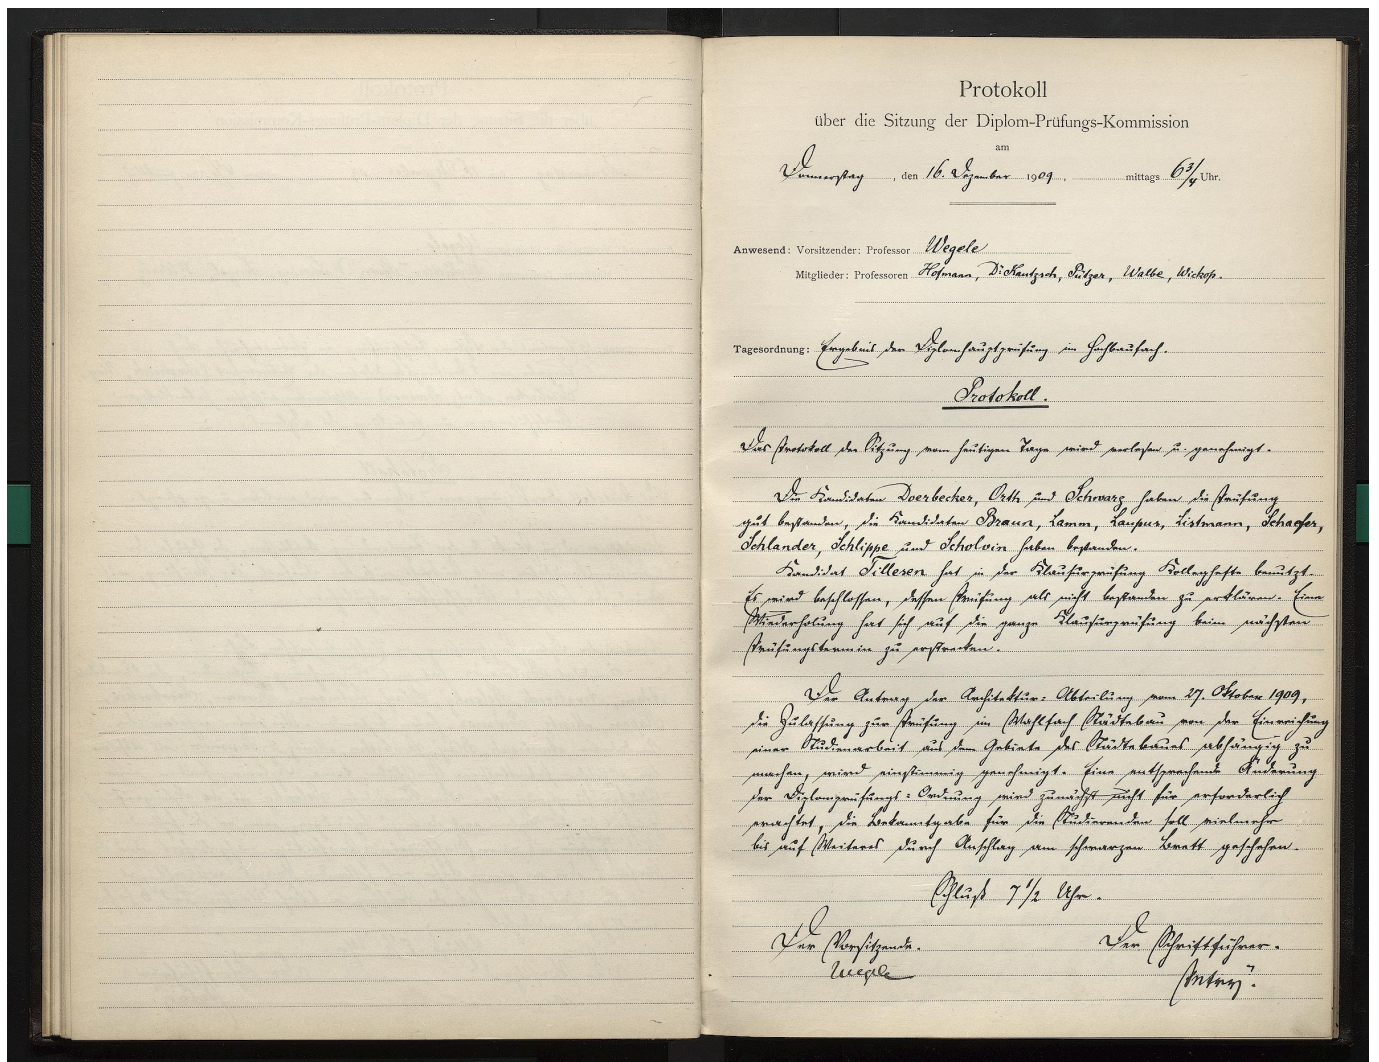 Protokoll
über die Sitzung der Diplom-Prüfungs-Kommission
am
Donnerstag, den 16. Dezember 1909, mittags 6 3/4 Uhr.
Anwesend: Vorsitzender: Professor Wegele
Mitglieder: Professoren Hofmann, Dr. Kautzsch, Pützer, Walbe, Wickop.
Tagesordnung: Ergebnis der Diplomhauptprüfung im Hochbaufach.
Protokoll.
Das Protokoll der Sitzung vom heutigen Tage wird verlesen u. genehmigt.
Die Kandidaten Doerbecker, Orth und Schwarz haben die Prüfung
gut bestanden, die Kandidaten Braun, Lamm, Laupus, Listmann, Schaefer,
Schlander, Schlippe und Scholvin haben bestanden.
Kandidat Tillesen hat in der Klausurprüfung Kolleghefte benutzt.
Es wird beschlossen, dessen Prüfung als nicht bestanden zu erklären. Eine
Wiederholung hat sich auf die ganze Klausurprüfung beim nächsten
Prüfungstermin zu erstrecken.
Der Antrag der Architektur-Abteilung vom 27. Oktober 1909,
die Zulassung zur Prüfung im Wahlfach Städtebau von der Einreichung
einer Studienarbeit aus dem Gebiete des Städtebaues abhängig zu
machen, wird einstimmig genehmigt. Eine entsprechende Änderung
der Diplomprüfungs-Ordnung wird zunächst nicht für erforderlich
erachtet, die Bekanntgabe für die Studierenden soll vielmehr
bis auf Weiteres durch Anschlag am schwarzen Brett geschehen.
Schluß 7 1/2 Uhr.
Der Vorsitzende. Der Schriftführer.
Wegele